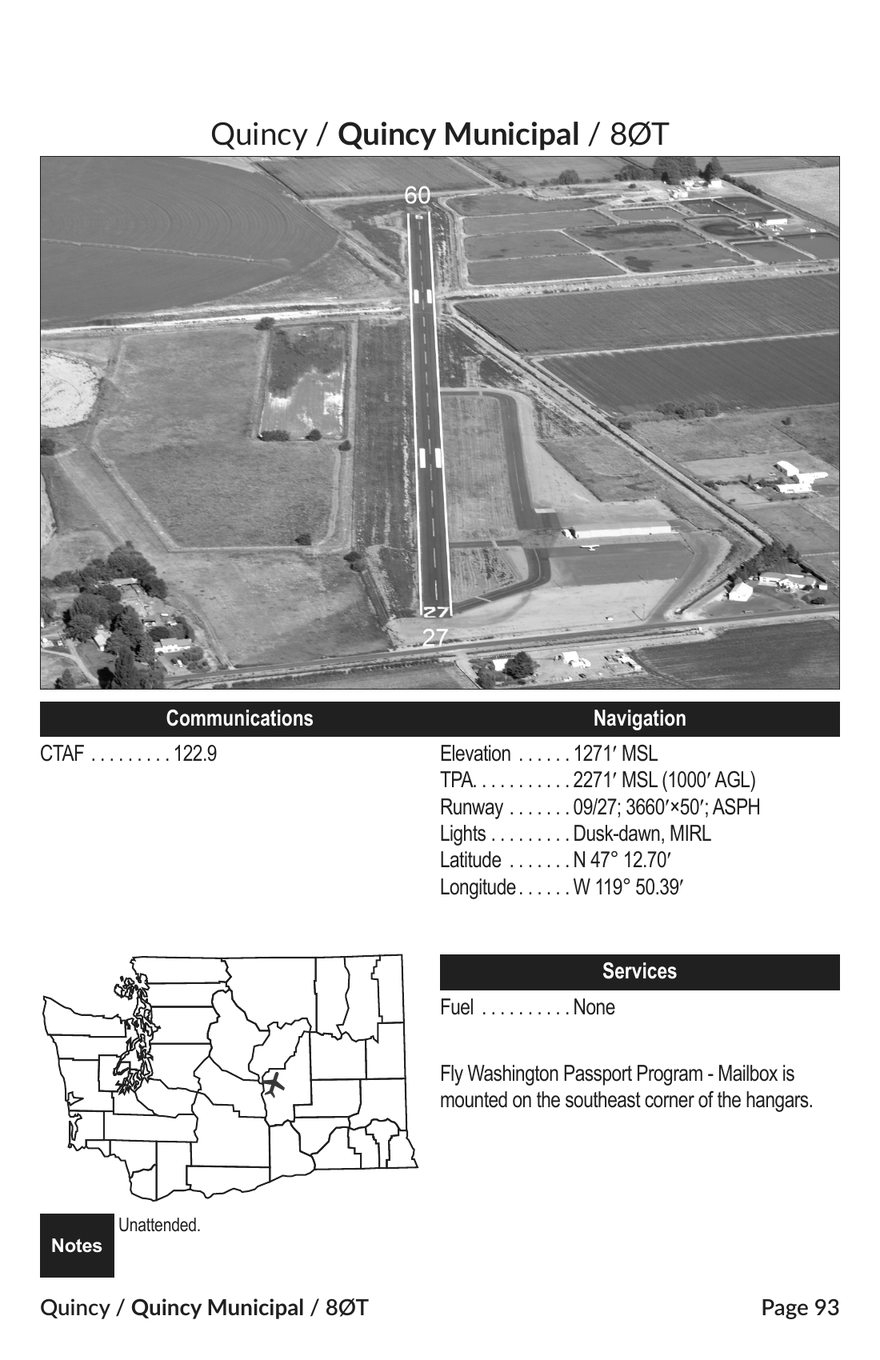 Quincy / Quincy Municipal / 8ØT
60
27
27
Communications
CTAF . . . . . . . . . 122.9
Navigation
Elevation . . . . . . 1271′ MSL
TPA. . . . . . . . . . . 2271′ MSL (1000′ AGL)
Runway . . . . . . . 09/27; 3660′×50′; ASPH
Lights . . . . . . . . . Dusk-dawn, MIRL
Latitude . . . . . . . N 47° 12.70′
Longitude . . . . . . W 119° 50.39′
Services
Fuel . . . . . . . . . . None
Fly Washington Passport Program - Mailbox is
mounted on the southeast corner of the hangars.
Notes
Unattended.
Quincy / Quincy Municipal / 8ØT
Page 93